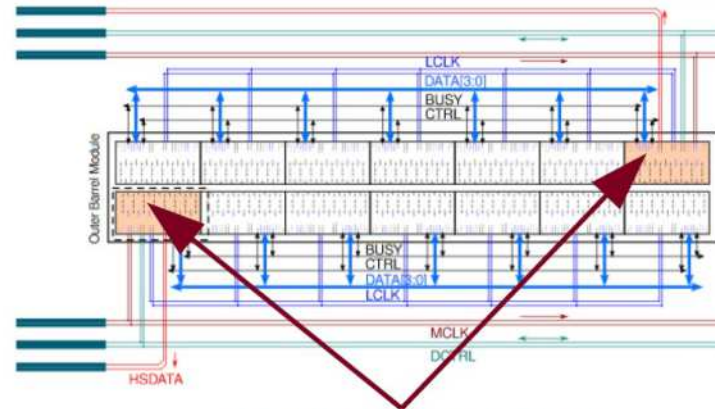 LCLK
DATA[3:0]
BUSY
CTRL
Outer Barrel Module
BUSY
CTRL
DATA[3:0]
LCLK
MCLK
DCTRL
HSDATA